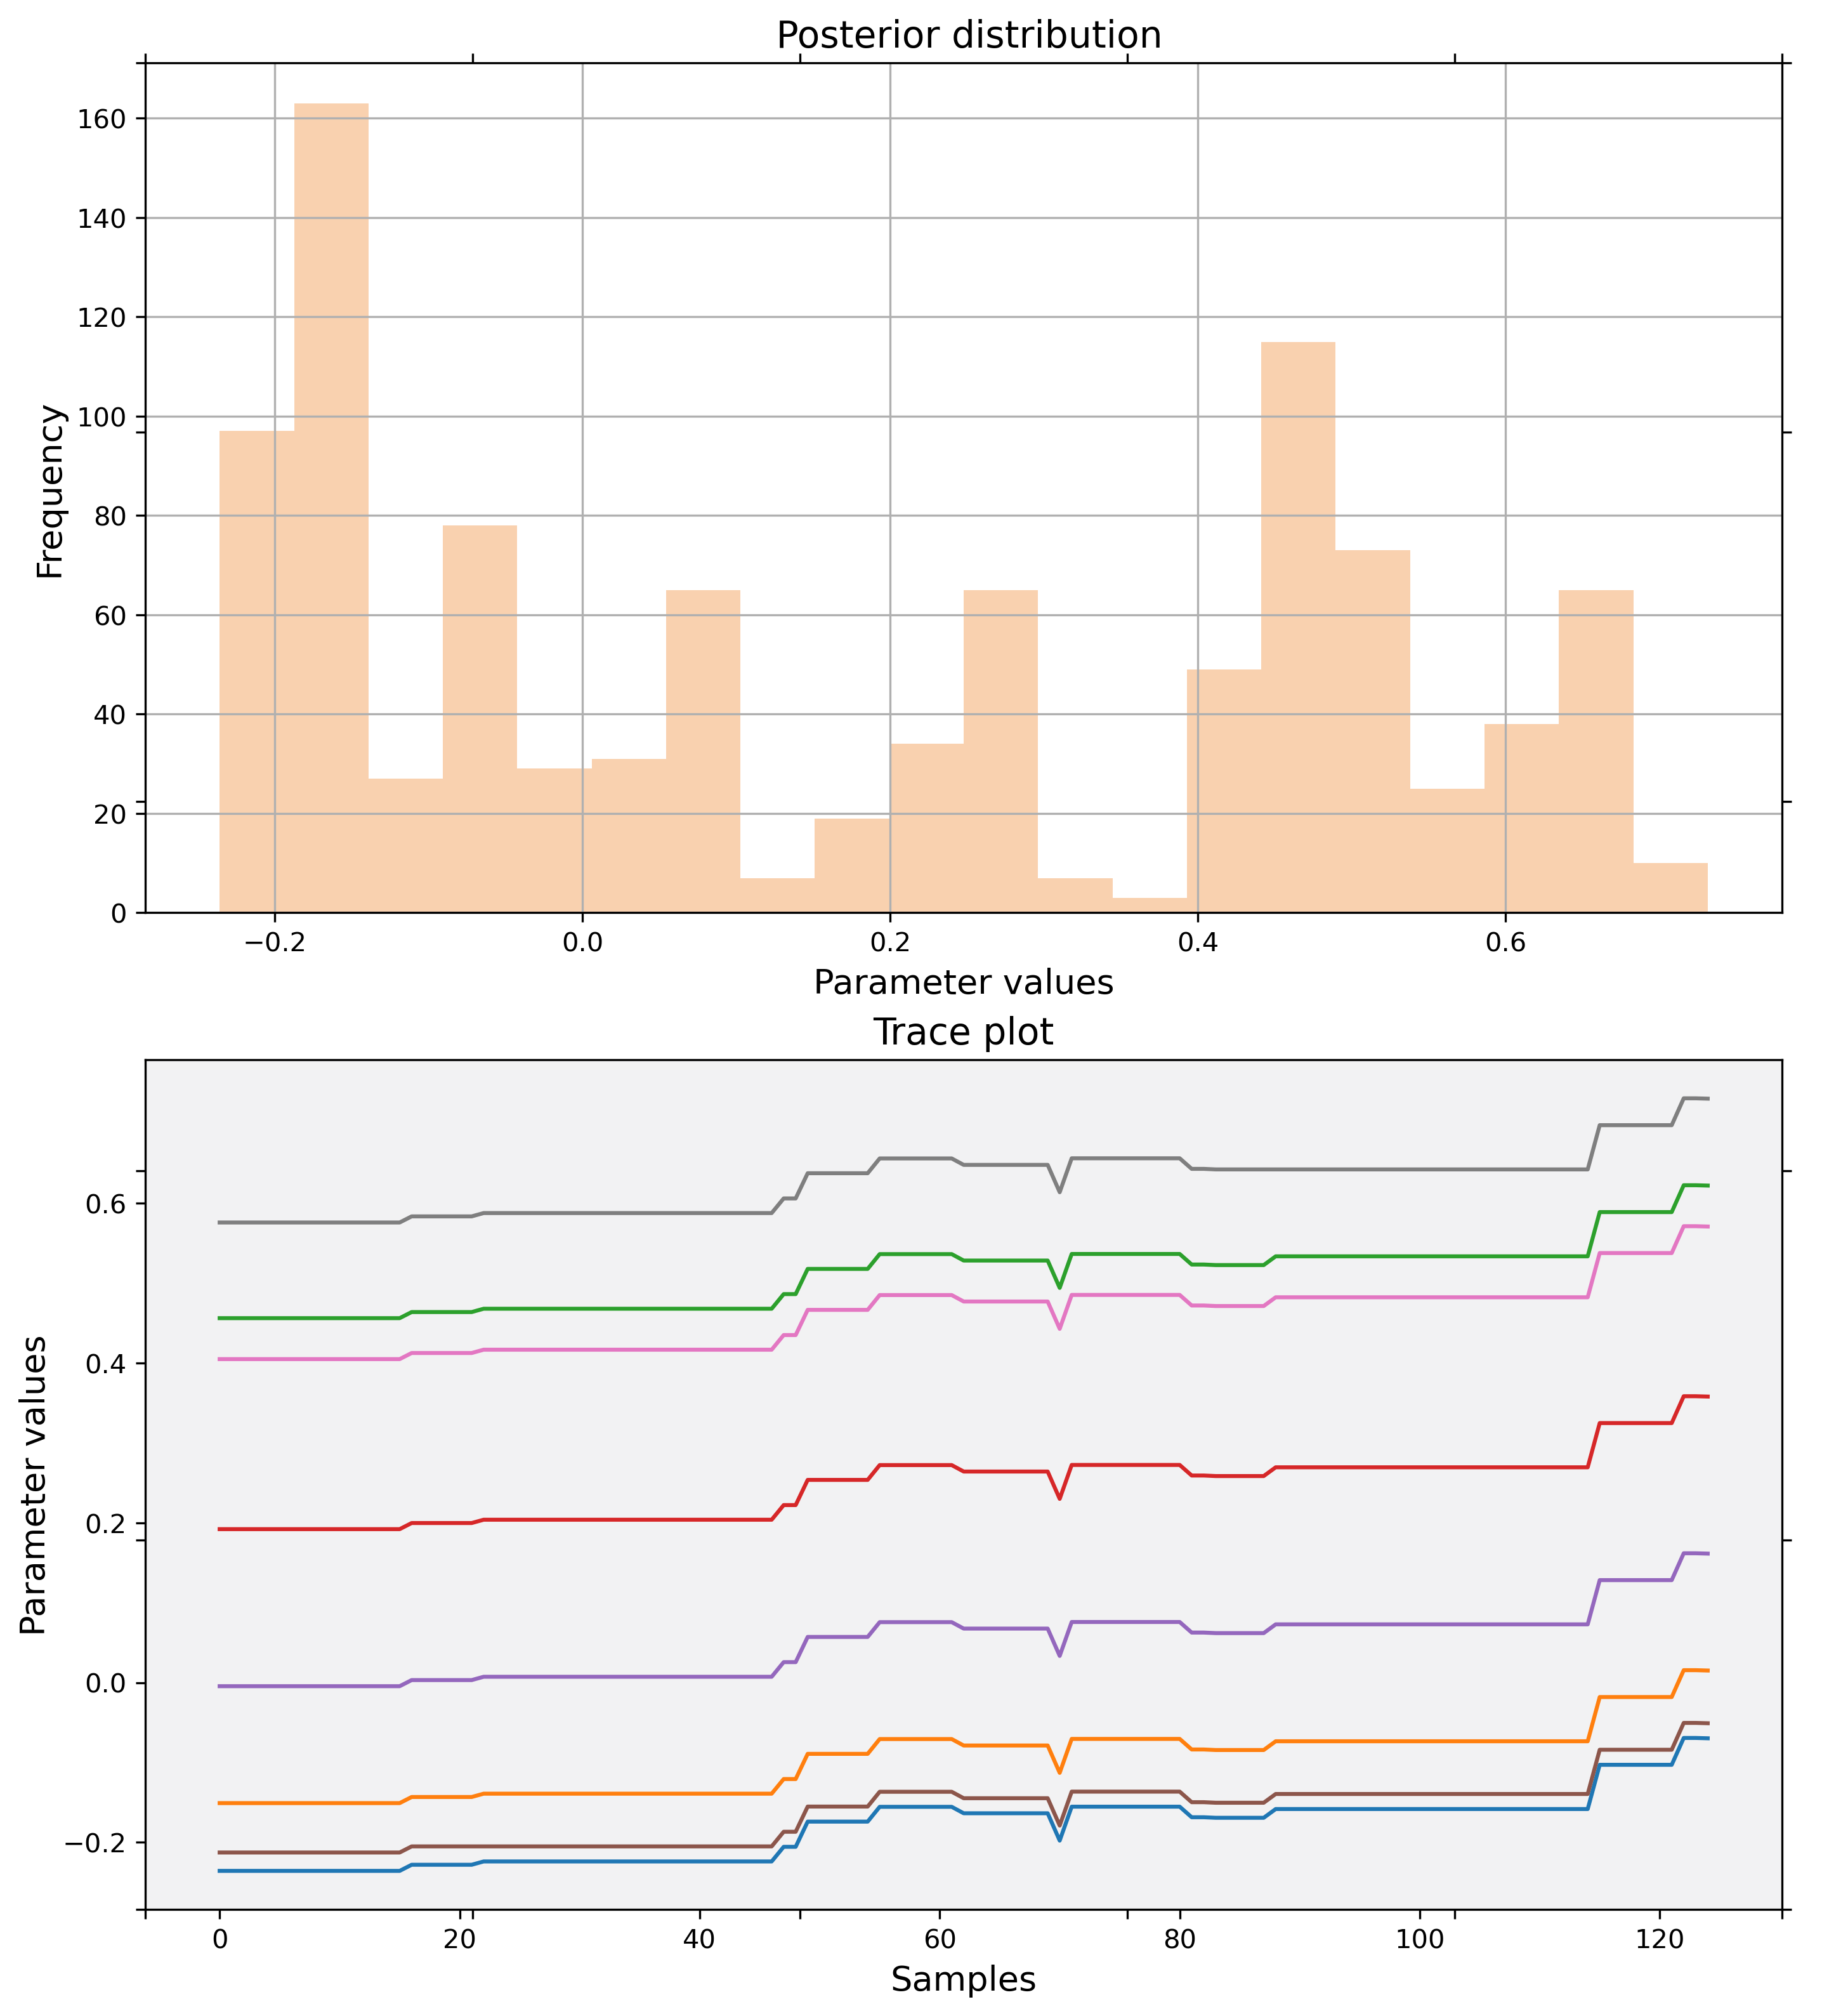 Posterior distribution
160
140
120
100
80
60
40
20
0
Frequency
−0.2 0.0 0.2 0.4 0.6
Parameter values
Trace plot
0.6
0.4
0.2
0.0
−0.2
Parameter values
0 20 40 60 80 100 120
Samples